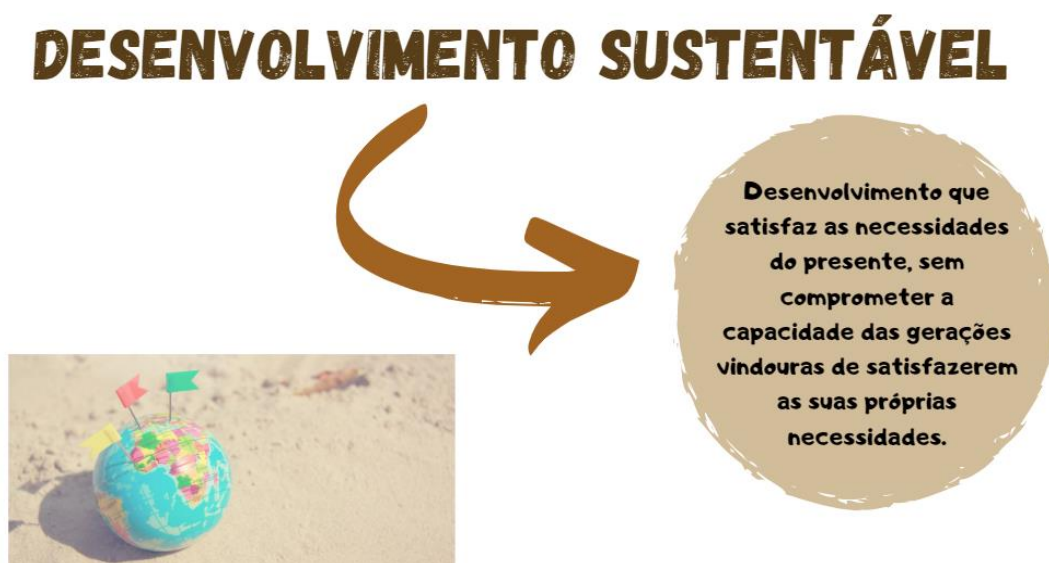 DESENVOLVIMENTO SUSTENTÁVEL
Desenvolvimento que
satisfaz as necessidades
do presente, sem
comprometer a
capacidade das gerações
vindouras de satisfazerem
as suas próprias
necessidades.